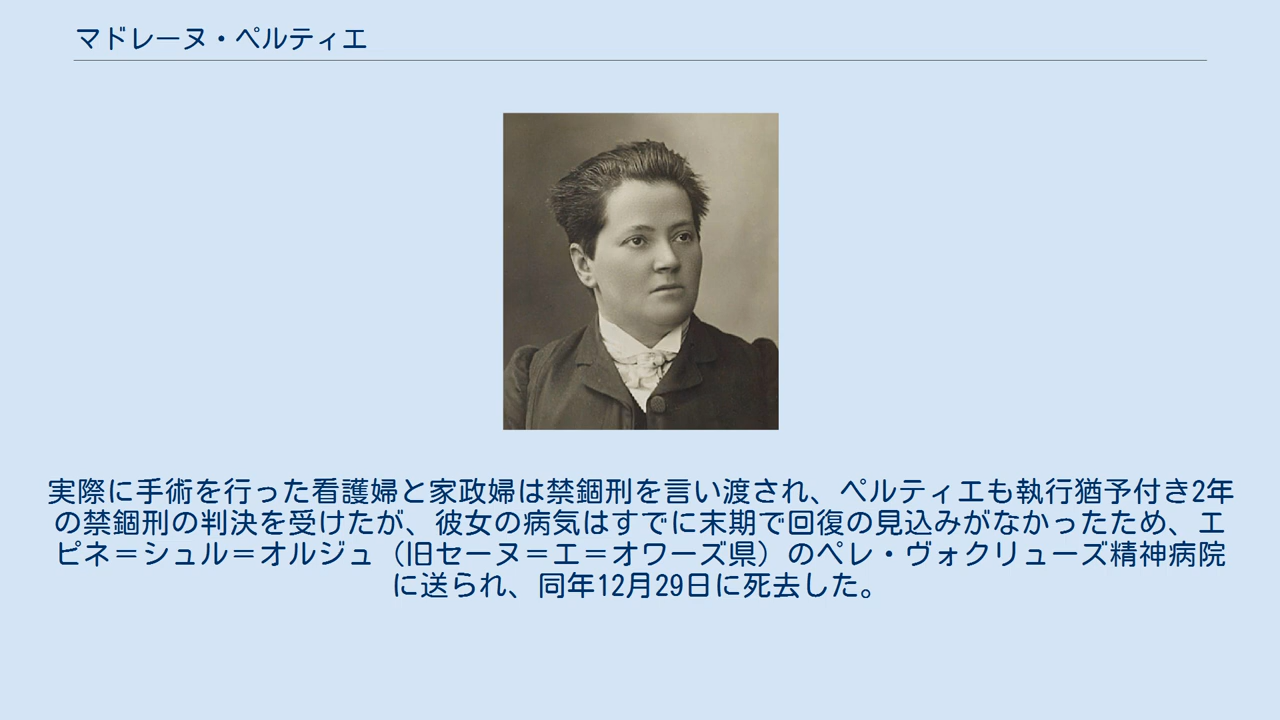 マドレーヌ・ペルティエ
実際に手術を行った看護婦と家政婦は禁錮刑を言い渡され、ペルティエも執行猶予付き2年
の禁錮刑の判決を受けたが、彼女の病気はすでに末期で回復の見込みがなかったため、エ
ピネ＝シュル＝オルジュ（旧セーヌ＝エ＝オワーズ県）のペレ・ヴォクリューズ精神病院
に送られ、同年12月29日に死去した。